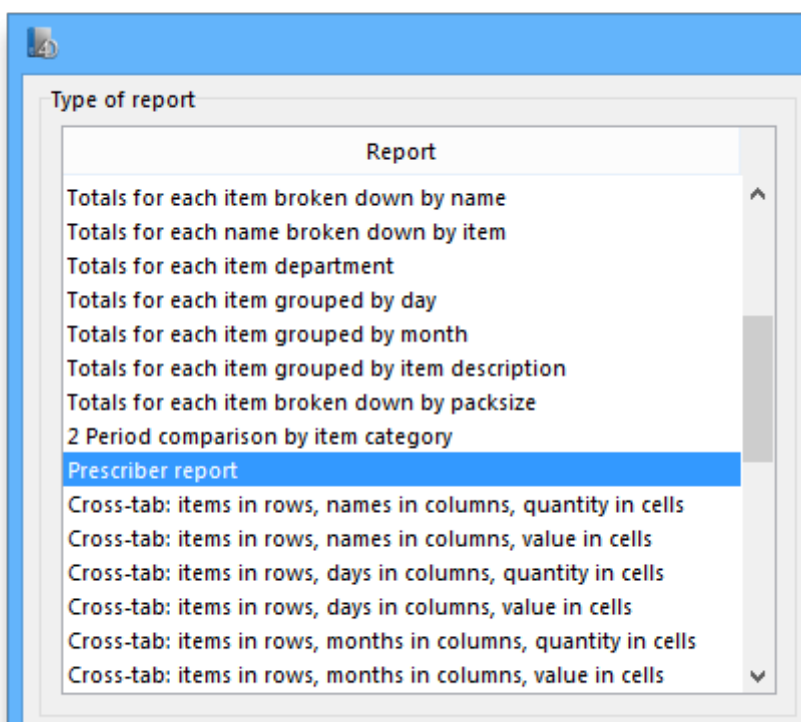 Type of report
Report
Totals for each item broken down by name
Totals for each name broken down by item
Totals for each item department
Totals for each item grouped by day
Totals for each item grouped by month
Totals for each item grouped by item description
Totals for each item broken down by packsize
2 Period comparison by item category
Prescriber report
Cross-tab: items in rows, names in columns, quantity in cells
Cross-tab: items in rows, names in columns, value in cells
Cross-tab: items in rows, days in columns, quantity in cells
Cross-tab: items in rows, days in columns, value in cells
Cross-tab: items in rows, months in columns, quantity in cells
Cross-tab: items in rows, months in columns, value in cells